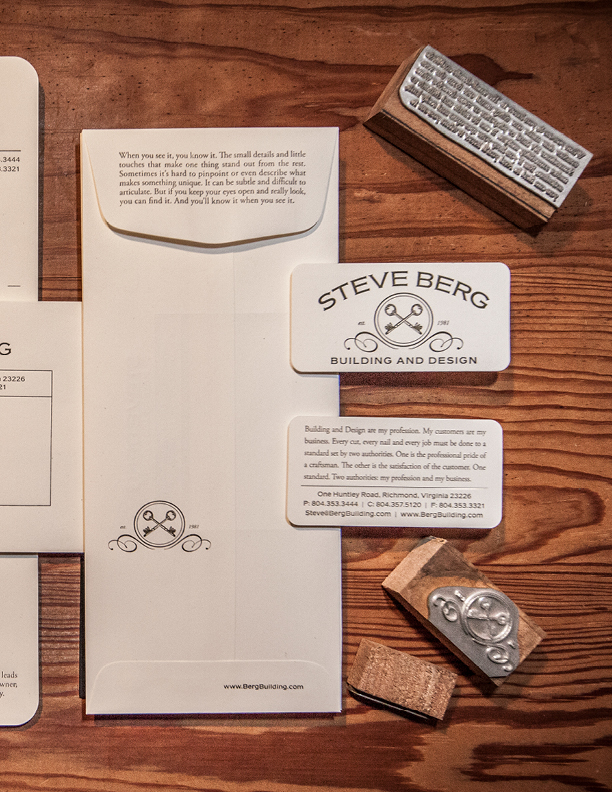 .3444
.3321
G
23226
21
leads
wner,
y.
When you see it, you know it. The small details and little
touches that make one thing stand out from the rest.
Sometimes it's hard to pinpoint or even describe what
makes something unique. It can be subtle and difficult to
articulate. But if you keep your eyes open and really look,
you can find it. And you'll know it when you see it.
est. 1981
www.BergBuilding.com
STEVE BERG
est. 1981
BUILDING AND DESIGN
Building and Design are my profession. My customers are my
business. Every cut, every nail and every job must be done to a
standard set by two authorities. One is the professional pride of
a craftsman. The other is the satisfaction of the customer. One
standard. Two authorities: my profession and my business.
One Huntley Road, Richmond, Virginia 23226
P: 804.353.3444 | C: 804.357.5120 | F: 804.353.3321
Steve@BergBuilding.com | www.BergBuilding.com